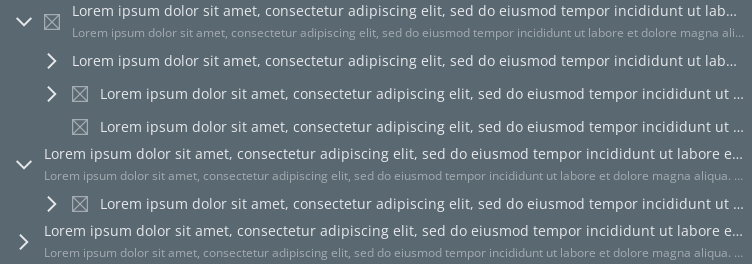 Lorem ipsum dolor sit amet, consectetur adipiscing elit, sed do eiusmod tempor incididunt ut lab...
Lorem ipsum dolor sit amet, consectetur adipiscing elit, sed do eiusmod tempor incididunt ut labore et dolore magna ali...
Lorem ipsum dolor sit amet, consectetur adipiscing elit, sed do eiusmod tempor incididunt ut lab...
Lorem ipsum dolor sit amet, consectetur adipiscing elit, sed do eiusmod tempor incididunt ut ...
Lorem ipsum dolor sit amet, consectetur adipiscing elit, sed do eiusmod tempor incididunt ut ...
Lorem ipsum dolor sit amet, consectetur adipiscing elit, sed do eiusmod tempor incididunt ut labore e...
Lorem ipsum dolor sit amet, consectetur adipiscing elit, sed do eiusmod tempor incididunt ut labore et dolore magna aliqua. ...
Lorem ipsum dolor sit amet, consectetur adipiscing elit, sed do eiusmod tempor incididunt ut ...
Lorem ipsum dolor sit amet, consectetur adipiscing elit, sed do eiusmod tempor incididunt ut labore e...
Lorem ipsum dolor sit amet, consectetur adipiscing elit, sed do eiusmod tempor incididunt ut labore et dolore magna aliqua. ...